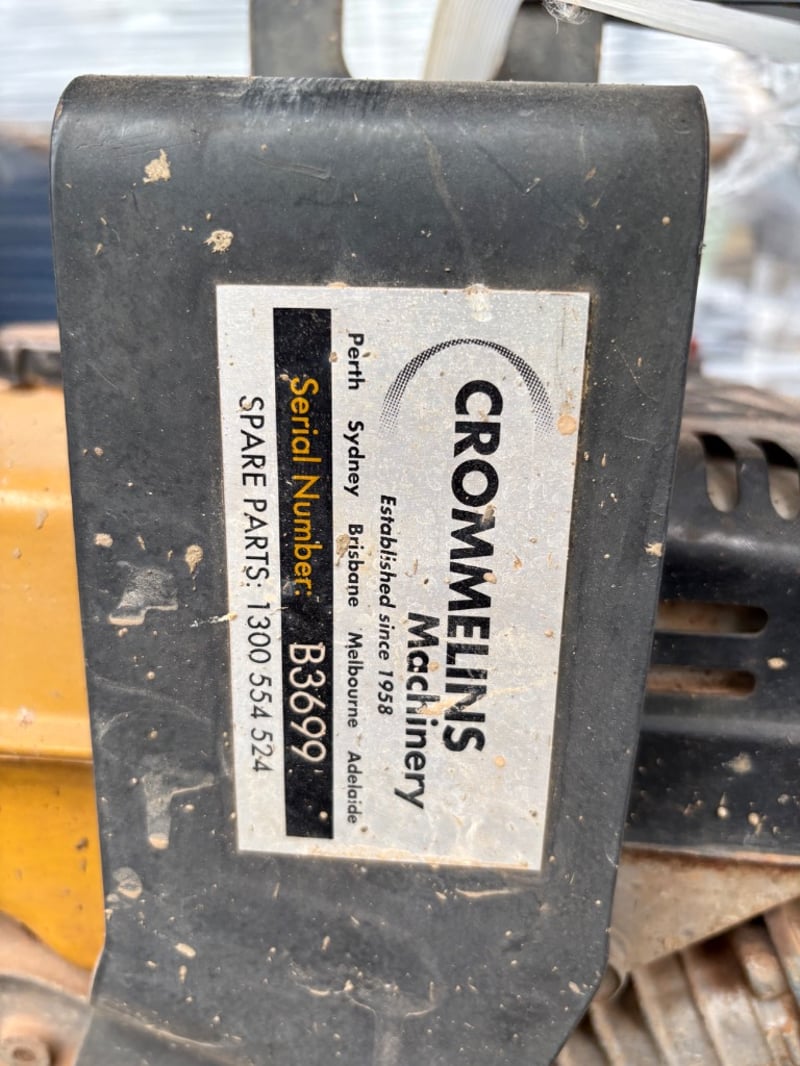 CROMMELINS
Machinery
Established since 1958
Perth Sydney Brisbane Melbourne Adelaide
Serial Number: B3699
SPARE PARTS: 1300 554 524